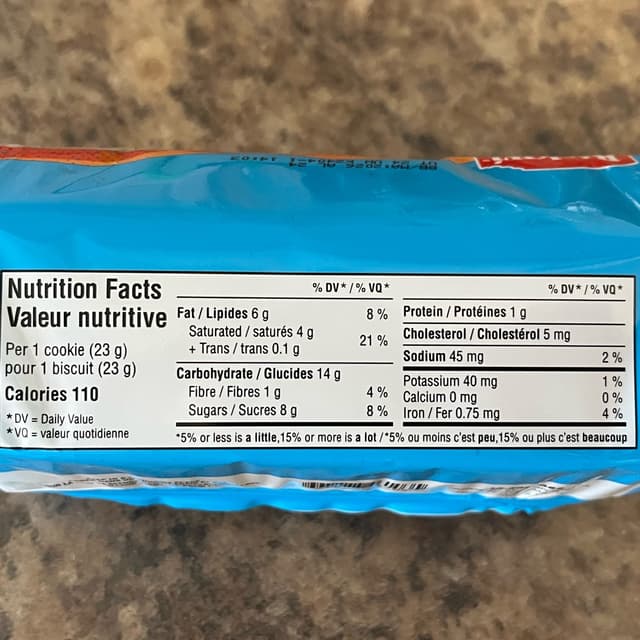 Nutrition Facts
Valeur nutritive
Per 1 cookie (23 g)
pour 1 biscuit (23 g)
Calories 110
*DV = Daily Value
*VQ = valeur quotidienne
% DV* / % VQ*
Fat / Lipides 6 g 8 %
Saturated / saturés 4 g
+ Trans / trans 0.1 g
21 %
Carbohydrate / Glucides 14 g
Fibre / Fibres 1 g 4 %
Sugars / Sucres 8 g 8 %
% DV* / % VQ*
Protein / Protéines 1 g
Cholesterol / Cholestérol 5 mg
Sodium 45 mg 2 %
Potassium 40 mg 1 %
Calcium 0 mg 0 %
Iron / Fer 0.75 mg 4 %
*5% or less is a little,15% or more is a lot /*5% ou moins c'est peu,15% ou plus c'est beaucoup